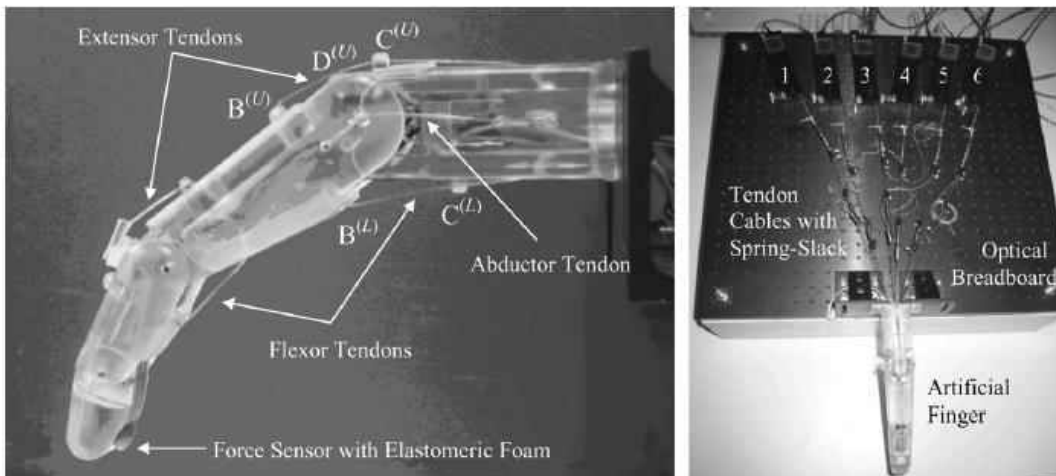 Extensor Tendons
C(U)
D(U)
B(U)
C(L)
B(L)
Abductor Tendon
Flexor Tendons
Force Sensor with Elastomeric Foam
1 2 3 4 5 6
Tendon
Cables with
Spring-Slack
Optical
Breadboard
Artificial
Finger